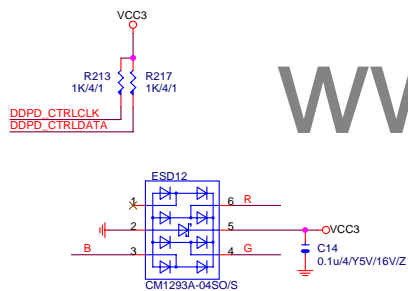 VCC3
R213 R217
1K/4/1 1K/4/1
DDPD_CTRLCLK
DDPD_CTRLDATA
ww
ESD12
1 6 R
2 5 VCC3
B 3 4 G
C14
0.1u/4/Y5V/16V/Z
CM1293A-04SO/S